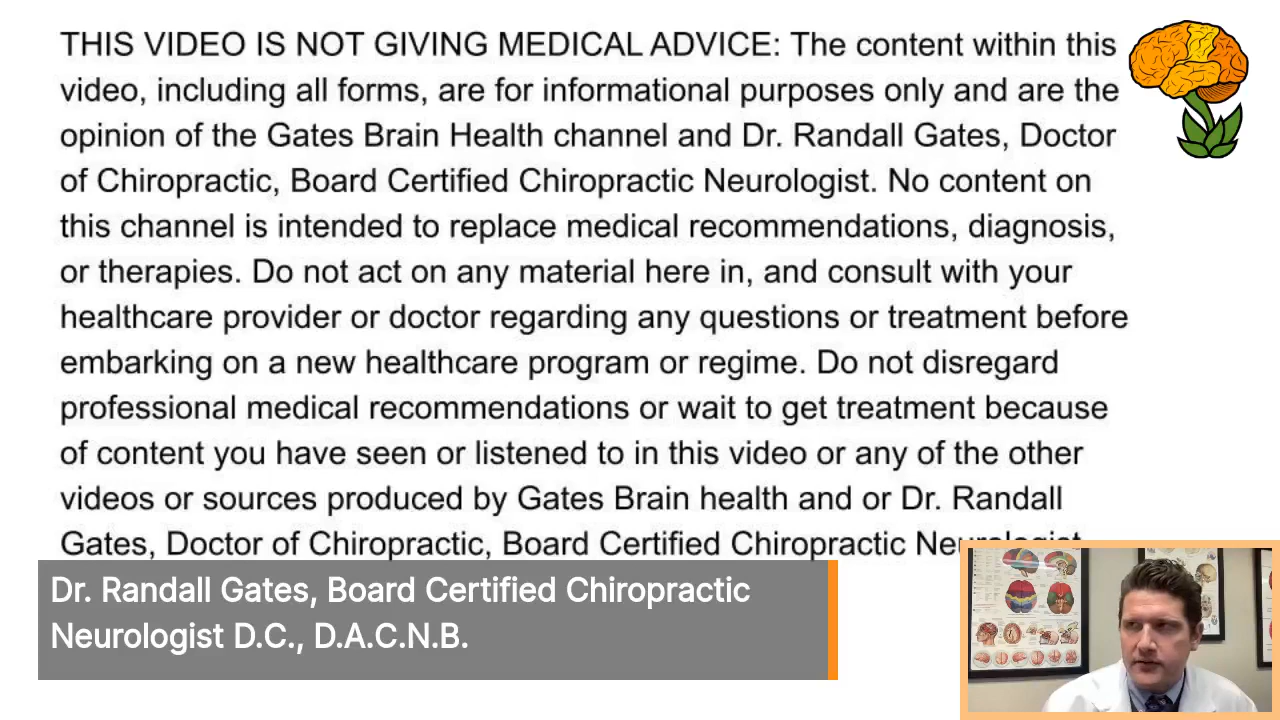 THIS VIDEO IS NOT GIVING MEDICAL ADVICE: The content within this
video, including all forms, are for informational purposes only and are the
opinion of the Gates Brain Health channel and Dr. Randall Gates, Doctor
of Chiropractic, Board Certified Chiropractic Neurologist. No content on
this channel is intended to replace medical recommendations, diagnosis,
or therapies. Do not act on any material here in, and consult with your
healthcare provider or doctor regarding any questions or treatment before
embarking on a new healthcare program or regime. Do not disregard
professional medical recommendations or wait to get treatment because
of content you have seen or listened to in this video or any of the other
videos or sources produced by Gates Brain health and or Dr. Randall
Gates, Doctor of Chiropractic, Board Certified Chiropractic Neurologist
Dr. Randall Gates, Board Certified Chiropractic
Neurologist D.C., D.A.C.N.B.